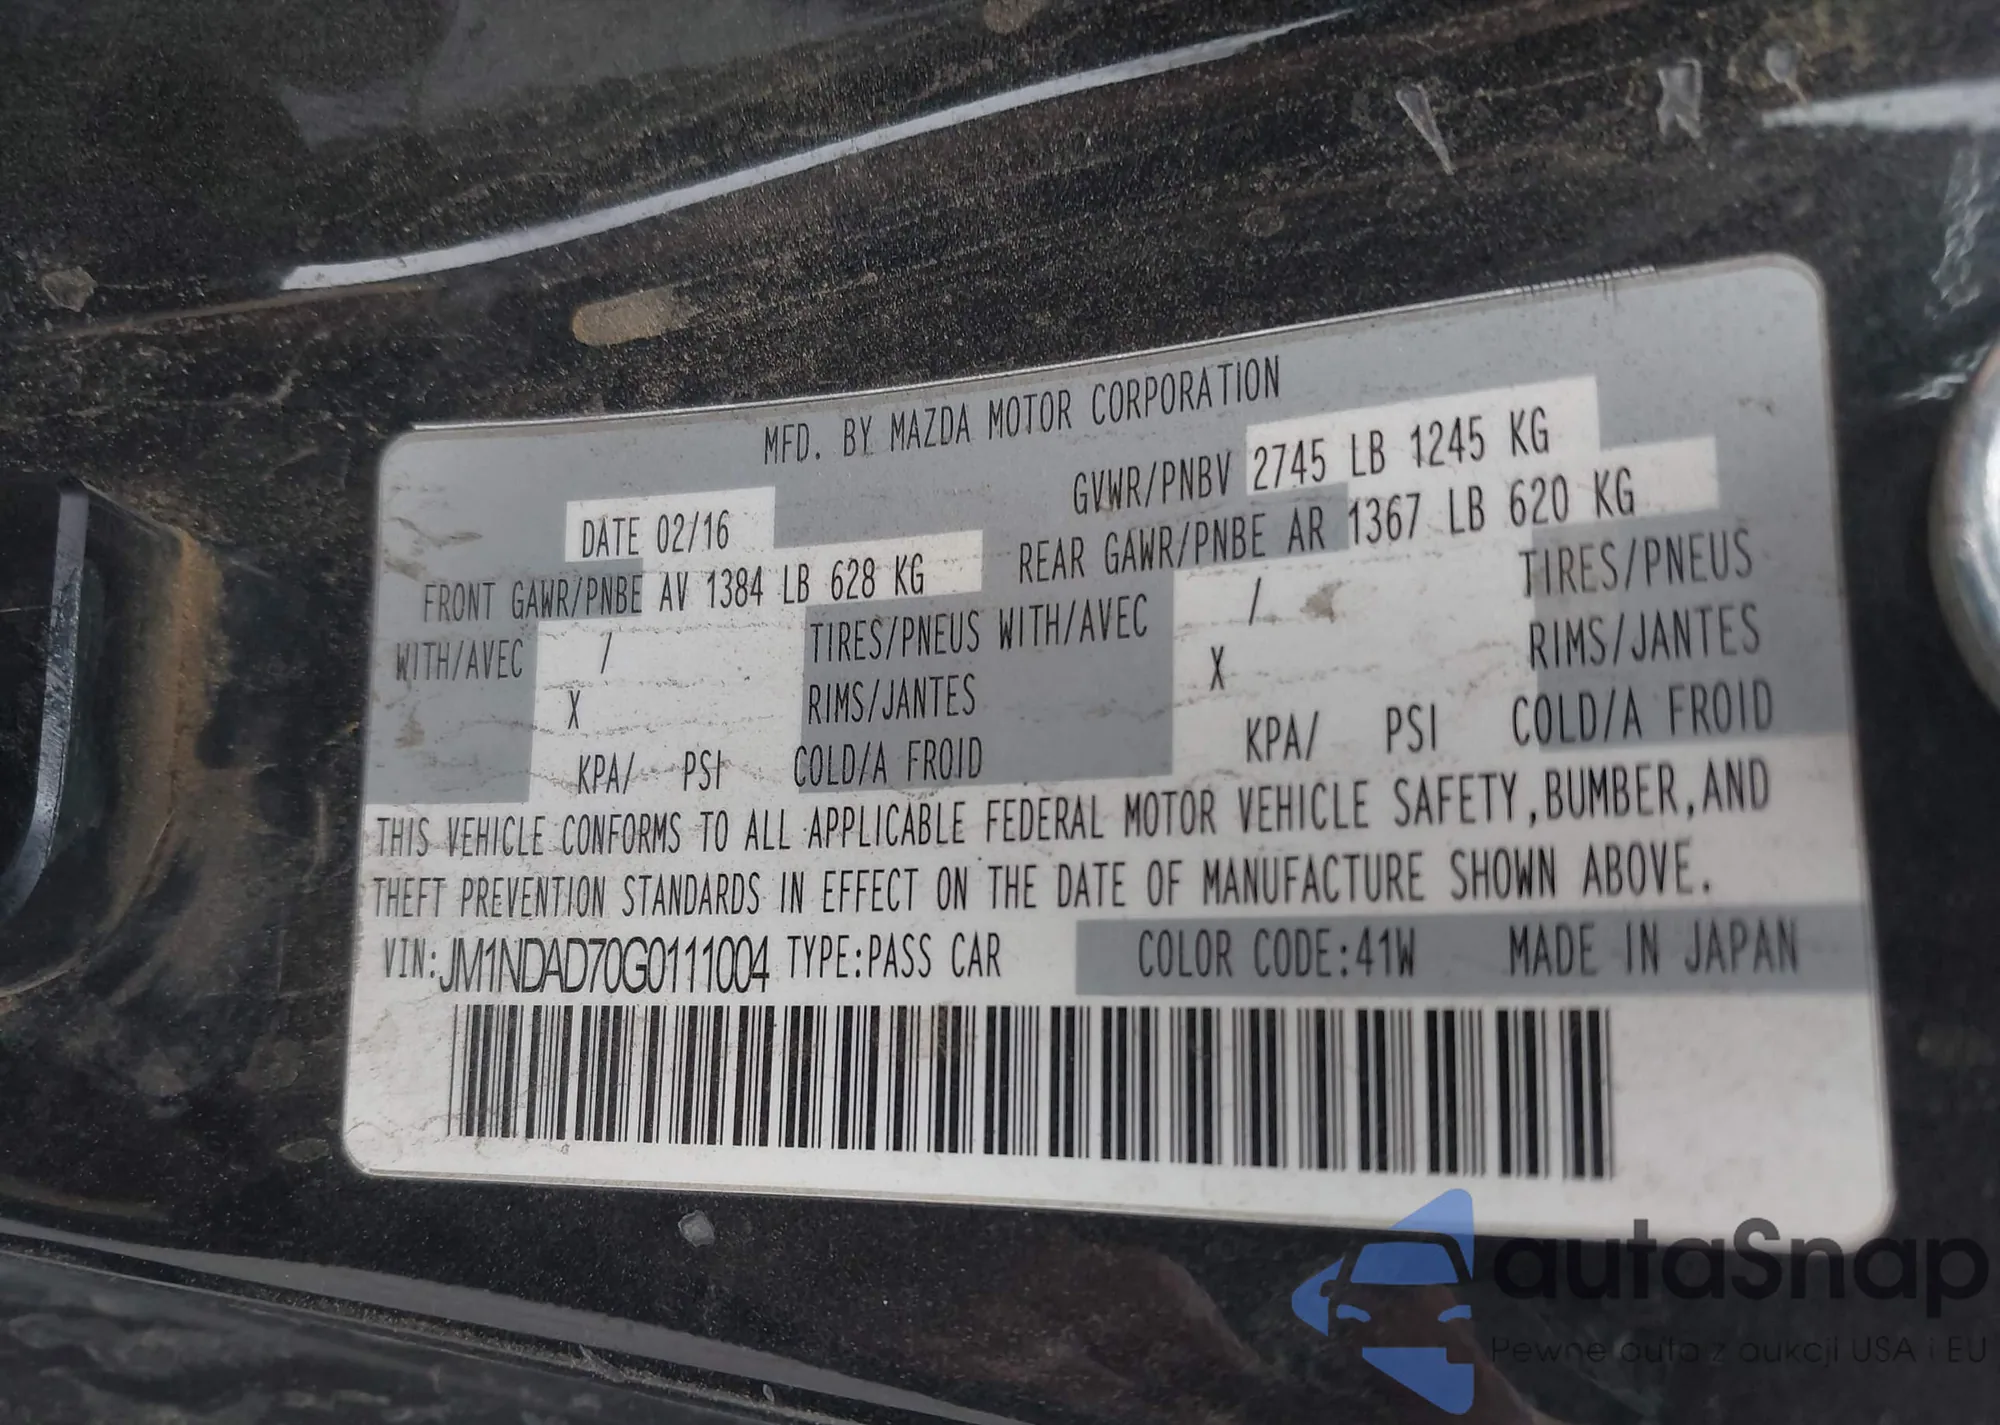 MFD. BY MAZDA MOTOR CORPORATION
DATE 02/16
GVWR/PNBV 2745 LB 1245 KG
FRONT GAWR/PNBE AV 1384 LB 628 KG
REAR GAWR/PNBE AR 1367 LB 620 KG
WITH/AVEC / TIRES/PNEUS WITH/AVEC / TIRES/PNEUS
X RIMS/JANTES X RIMS/JANTES
KPA/ PSI COLD/A FROID KPA/ PSI COLD/A FROID
THIS VEHICLE CONFORMS TO ALL APPLICABLE FEDERAL MOTOR VEHICLE SAFETY,BUMBER,AND
THEFT PREVENTION STANDARDS IN EFFECT ON THE DATE OF MANUFACTURE SHOWN ABOVE.
VIN:JM1NDAD70G0111004 TYPE:PASS CAR COLOR CODE:41W MADE IN JAPAN
autaSnap
Pewne auta z aukcji USA i EU